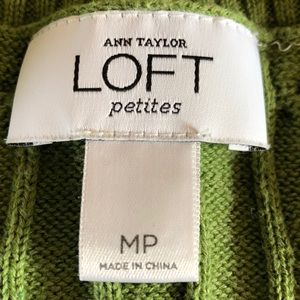 ANN TAYLOR
LOFT
petites
MP
MADE IN CHINA